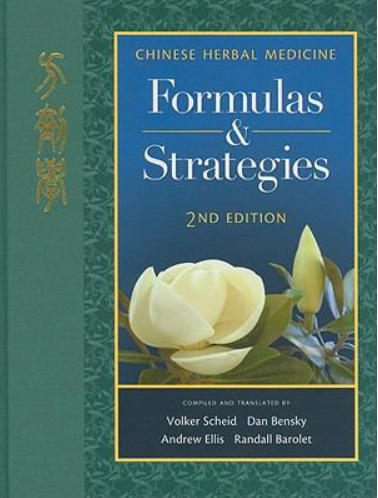 方劑學
CHINESE HERBAL MEDICINE
Formulas
&
Strategies
2ND EDITION
COMPILED AND TRANSLATED BY
Volker Scheid Dan Bensky
Andrew Ellis Randall Barolet